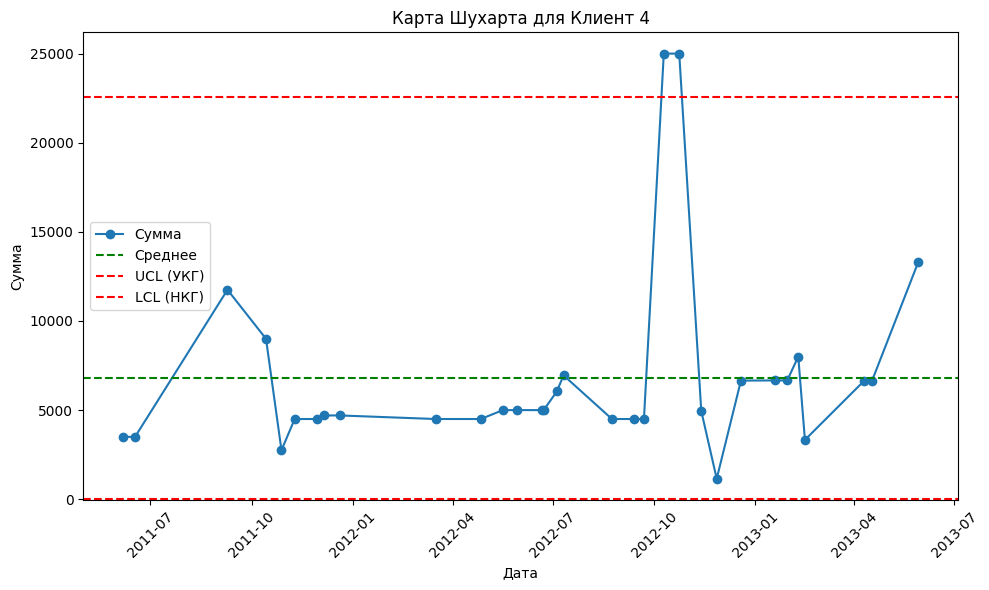 Карта Шухарта для Клиент 4
25000
20000
15000
10000
5000
0
Сумма
Сумма
Среднее
UCL (УКГ)
LCL (НКГ)
2011-07
2011-10
2012-01
2012-04
2012-07
2012-10
2013-01
2013-04
2013-07
Дата